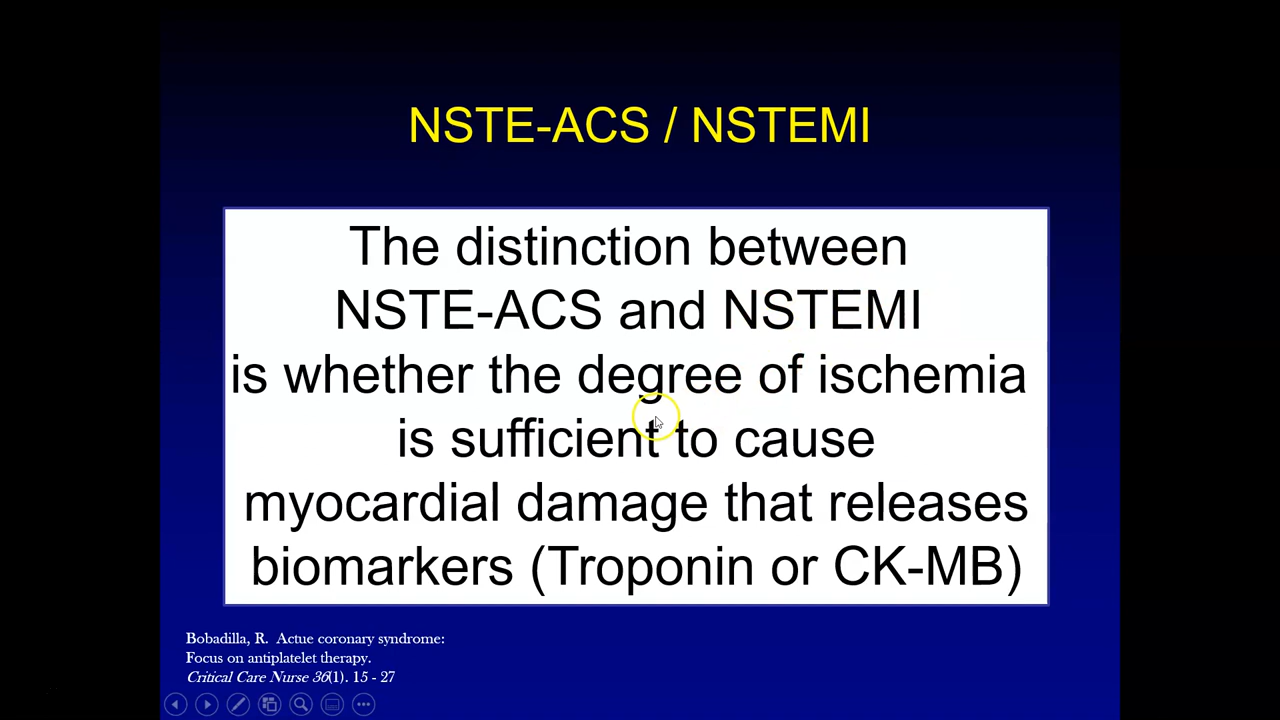 NSTE-ACS / NSTEMI
The distinction between
NSTE-ACS and NSTEMI
is whether the degree of ischemia
is sufficient to cause
myocardial damage that releases
biomarkers (Troponin or CK-MB)
Bobadilla, R. Actue coronary syndrome:
Focus on antiplatelet therapy.
Critical Care Nurse 36(1). 15 - 27